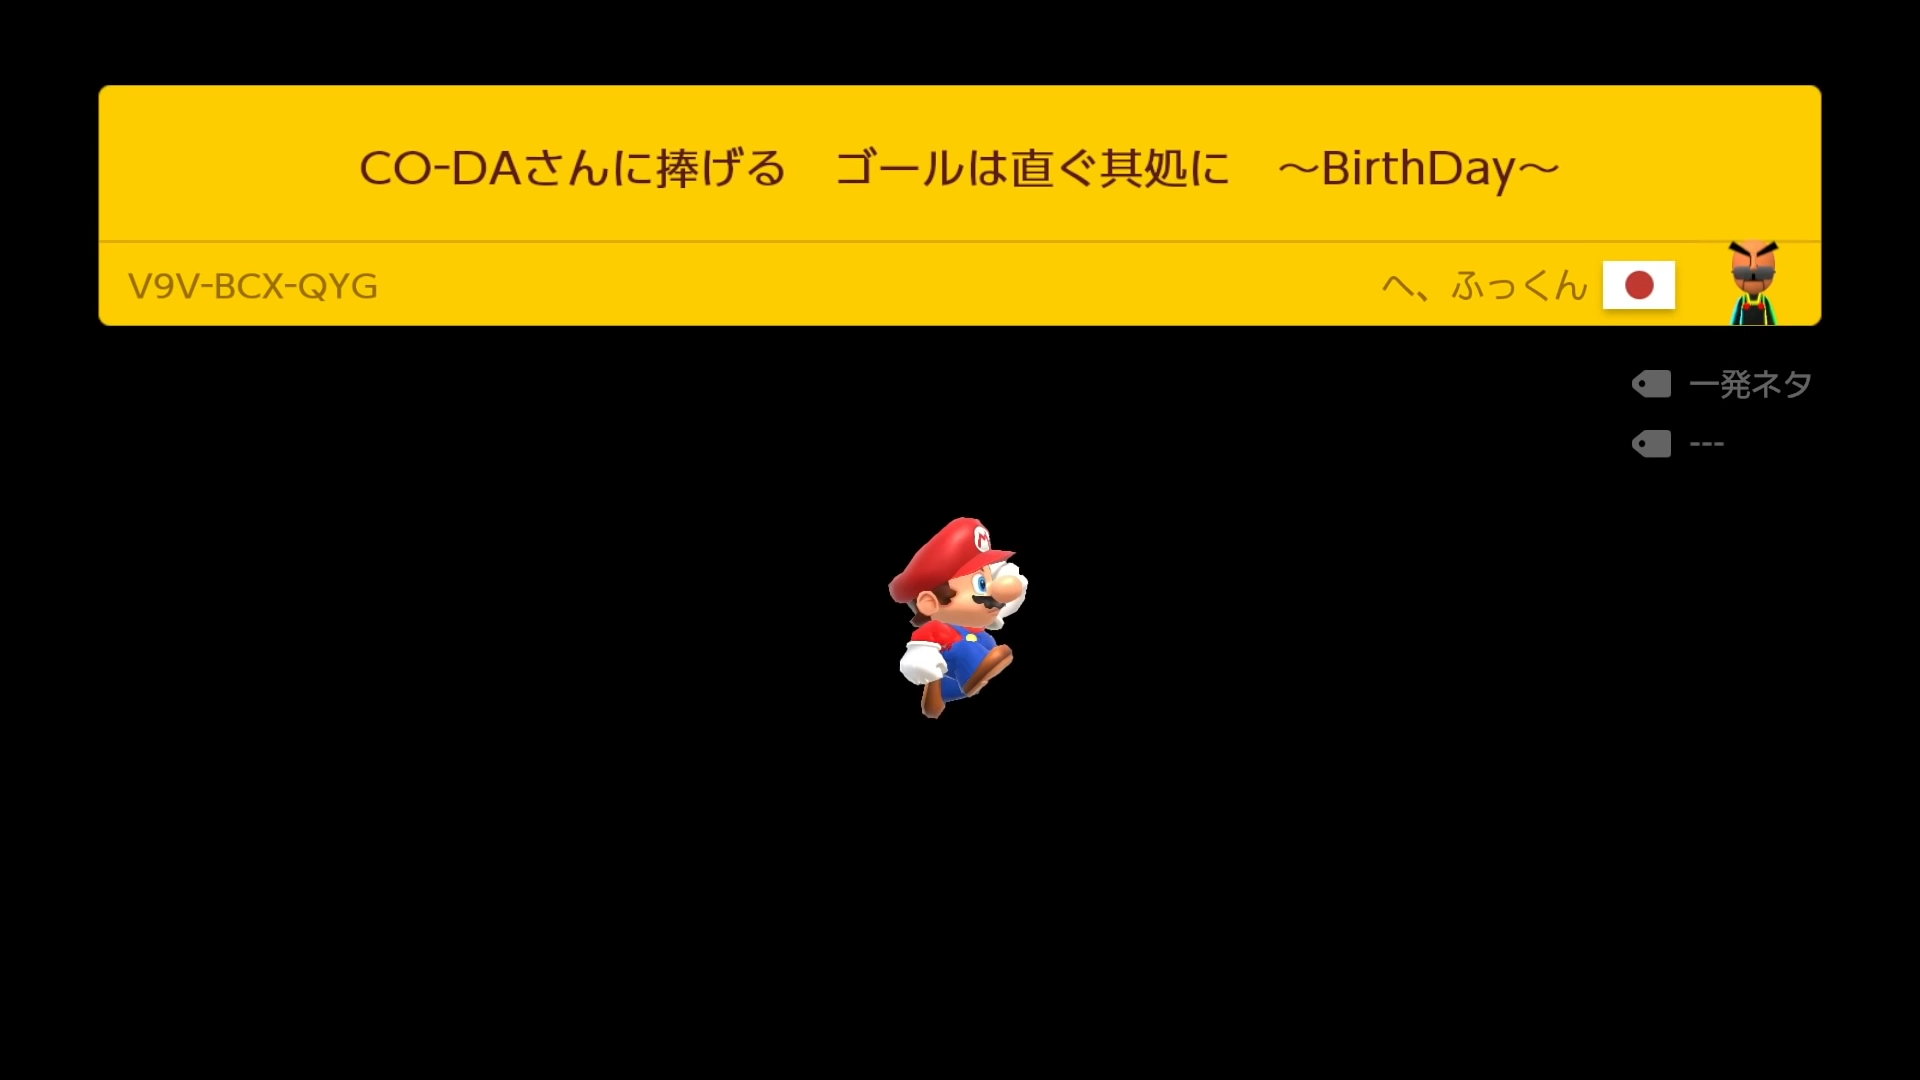 CO-DAさんに捧げる　ゴールは直ぐ其処に　～BirthDay～
V9V-BCX-QYG
へ、ふっくん
一発ネタ
---